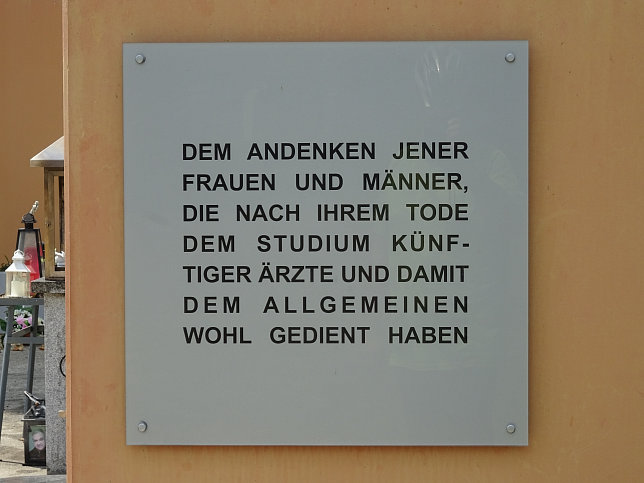 DEM ANDENKEN JENER
FRAUEN UND MÄNNER,
DIE NACH IHREM TODE
DEM STUDIUM KÜNF-
TIGER ÄRZTE UND DAMIT
DEM ALLGEMEINEN
WOHL GEDIENT HABEN